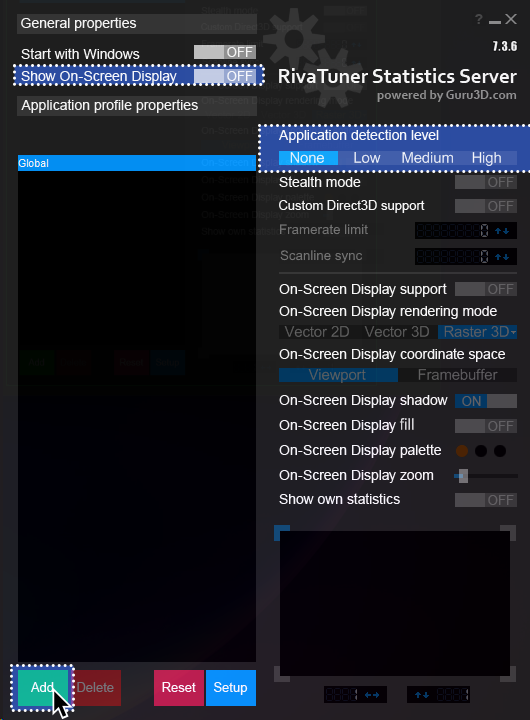 General properties
? – ✕
Start with Windows OFF
7.3.6
Show On-Screen Display OFF
RivaTuner Statistics Server
powered by Guru3D.com
Application profile properties
Application detection level
None Low Medium High
Global
Stealth mode OFF
Custom Direct3D support OFF
Framerate limit 0
Scanline sync 0
On-Screen Display support OFF
On-Screen Display rendering mode
Vector 2D Vector 3D Raster 3D
On-Screen Display coordinate space
Viewport Framebuffer
On-Screen Display shadow ON
On-Screen Display fill OFF
On-Screen Display palette
On-Screen Display zoom
Show own statistics OFF
Add Delete Reset Setup
1 1